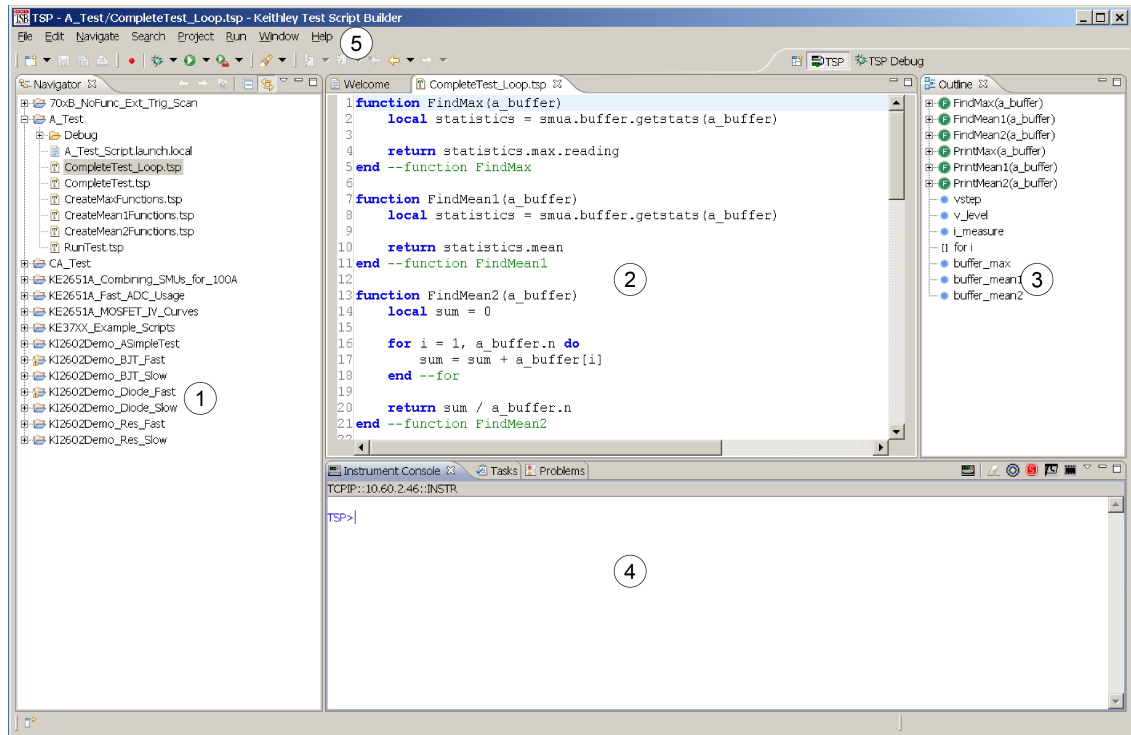 TSB TSP - A_Test/CompleteTest_Loop.tsp - Keithley Test Script Builder
File Edit Navigate Search Project Run Window Help
5
TSP TSP Debug
Navigator
70xB_NoFunc_Ext_Trig_Scan
A_Test
Debug
A_Test_Script.launch.local
CompleteTest_Loop.tsp
CompleteTest.tsp
CreateMaxFunctions.tsp
CreateMean1Functions.tsp
CreateMean2Functions.tsp
RunTest.tsp
CA_Test
KE2651A_Combining_SMUs_for_100A
KE2651A_Fast_ADC_Usage
KE2651A_MOSFET_IV_Curves
KE37XX_Example_Scripts
KI2602Demo_ASimpleTest
KI2602Demo_BJT_Fast
KI2602Demo_BJT_Slow
KI2602Demo_Diode_Fast
KI2602Demo_Diode_Slow
KI2602Demo_Res_Fast
KI2602Demo_Res_Slow
1
Welcome CompleteTest_Loop.tsp
1 function FindMax(a_buffer)
2 local statistics = smua.buffer.getstats(a_buffer)
3
4 return statistics.max.reading
5 end --function FindMax
6
7 function FindMean1(a_buffer)
8 local statistics = smua.buffer.getstats(a_buffer)
9
10 return statistics.mean
11 end --function FindMean1
12
13 function FindMean2(a_buffer)
14 local sum = 0
15
16 for i = 1, a_buffer.n do
17 sum = sum + a_buffer[i]
18 end --for
19
20 return sum / a_buffer.n
21 end --function FindMean2
22
2
Outline
FindMax(a_buffer)
FindMean1(a_buffer)
FindMean2(a_buffer)
PrintMax(a_buffer)
PrintMean1(a_buffer)
PrintMean2(a_buffer)
vstep
v_level
i_measure
for i
buffer_max
buffer_mean1
buffer_mean2
3
Instrument Console Tasks Problems
TCPIP::10.60.2.46::INSTR
TSP>
4